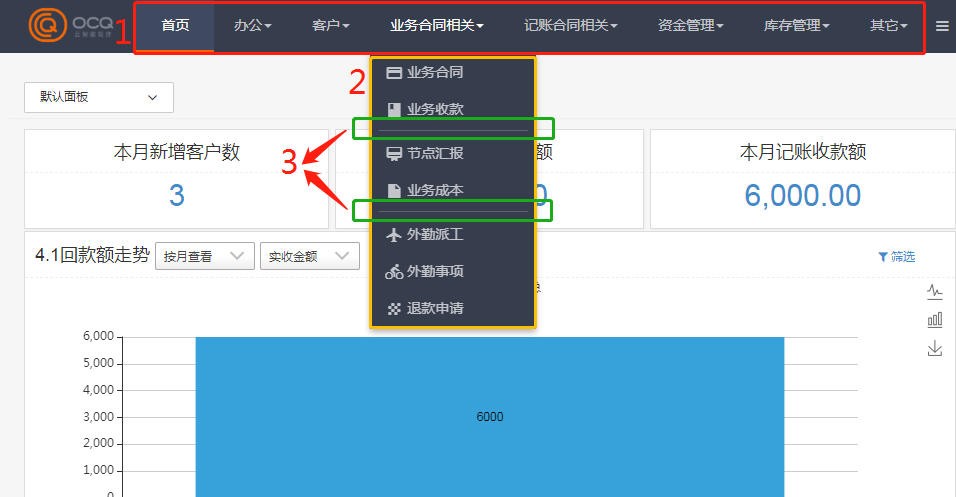 OCQ
云智能软件
1
首页 办公 客户 业务合同相关 记账合同相关 资金管理 库存管理 其它
2
业务合同
业务收款
节点汇报
业务成本
外勤派工
外勤事项
退款申请
3
默认面板
本月新增客户数
3
额
0
本月记账收款额
6,000.00
4.1回款额走势 按月查看 实收金额
筛选
6,000
5,000
4,000
3,000
2,000
1,000
0
6000